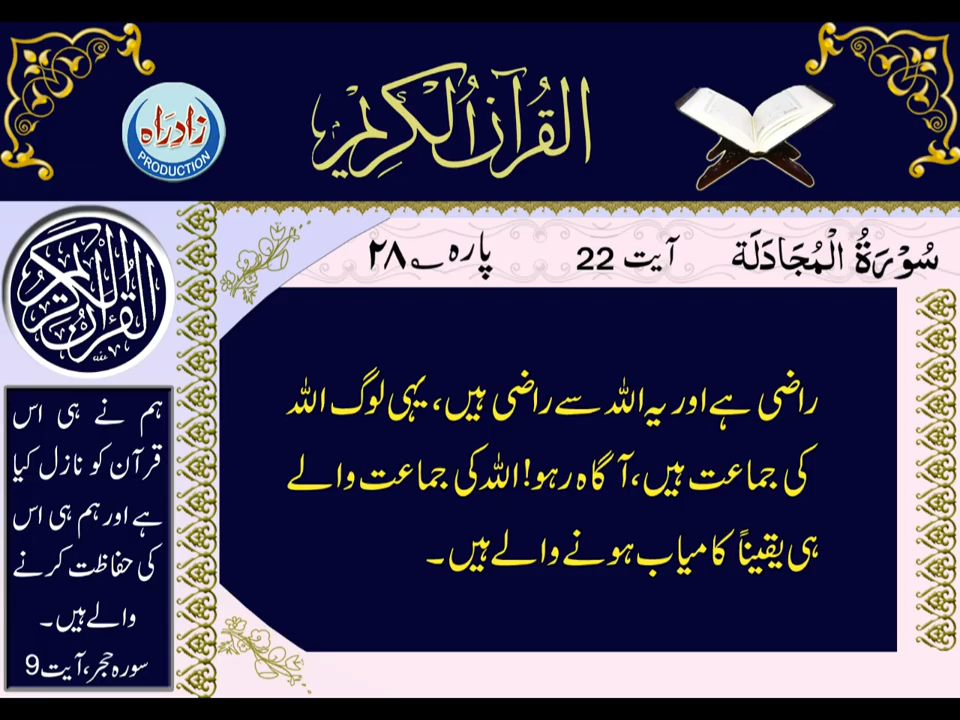 القرآن الكريم
زادِراہ
PRODUCTION
سُوْرَةُ الْمُجَادَلَة
آیت 22
پارہ ۲۸
راضی ہے اور یہ اللہ سے راضی ہیں، یہی لوگ اللہ
کی جماعت ہیں، آگاہ رہو! اللہ کی جماعت والے
ہی یقیناً کامیاب ہونے والے ہیں۔
القرآن الكريم
ہم نے ہی اس
قرآن کو نازل کیا
ہے اور ہم ہی اس
کی حفاظت کرنے
والے ہیں۔
سورہ حجر، آیت 9